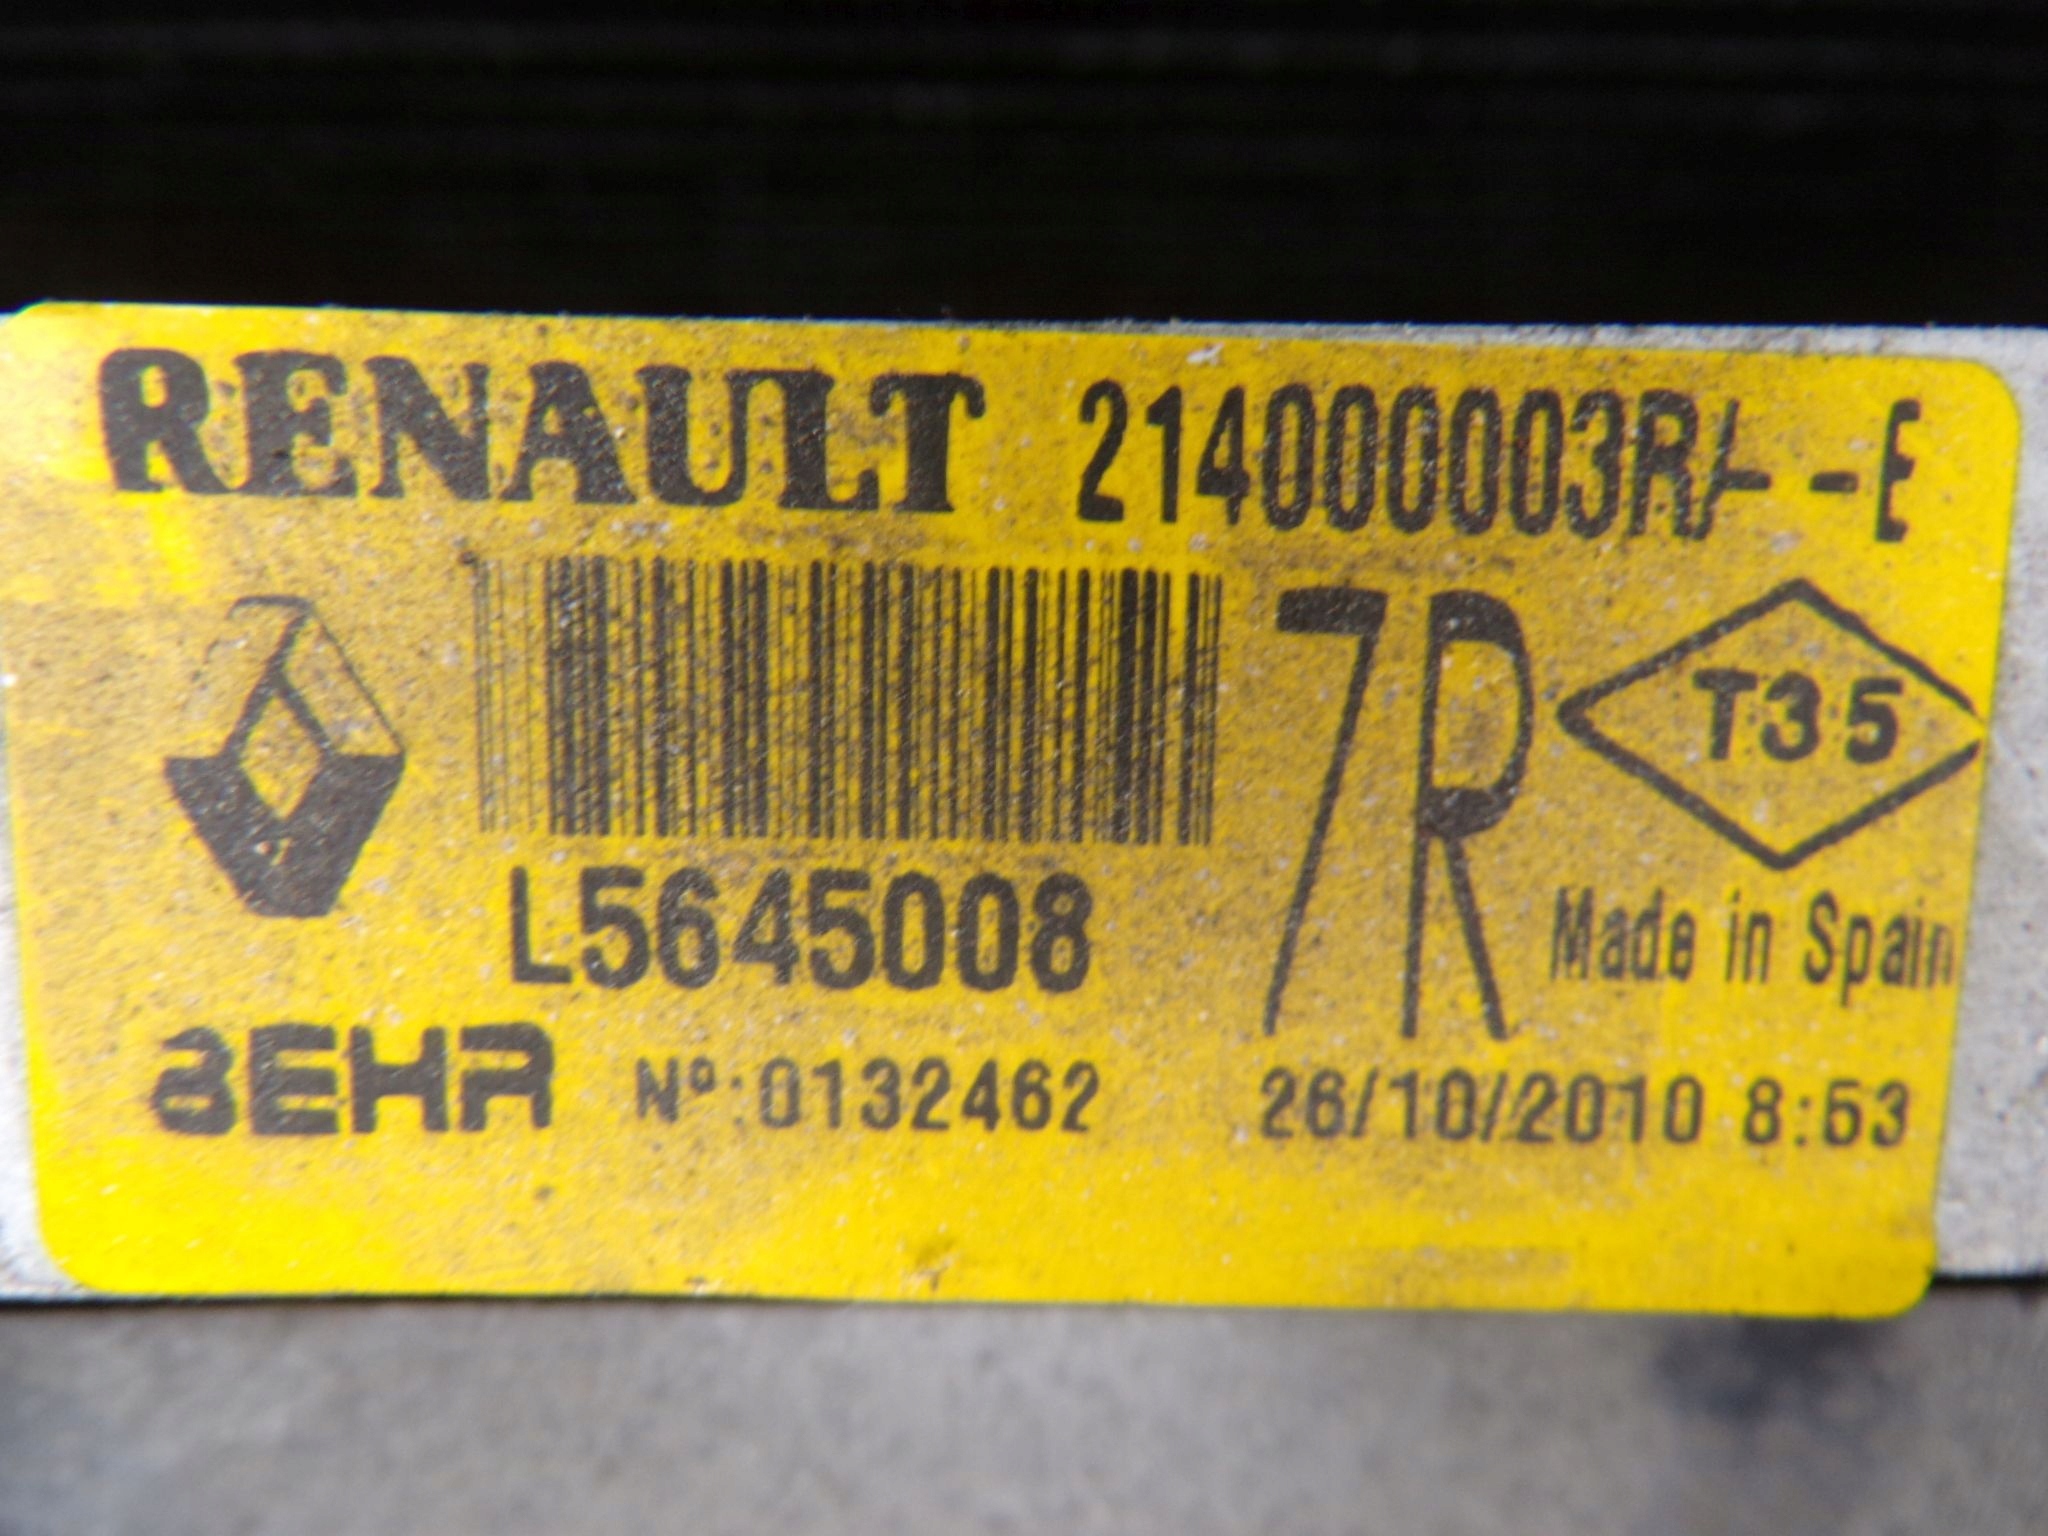 RENAULT 214000003R/- -E
7R
T35
L5645008
Made in Spain
BEHR Nº:0132462 26/10/2010 8:53